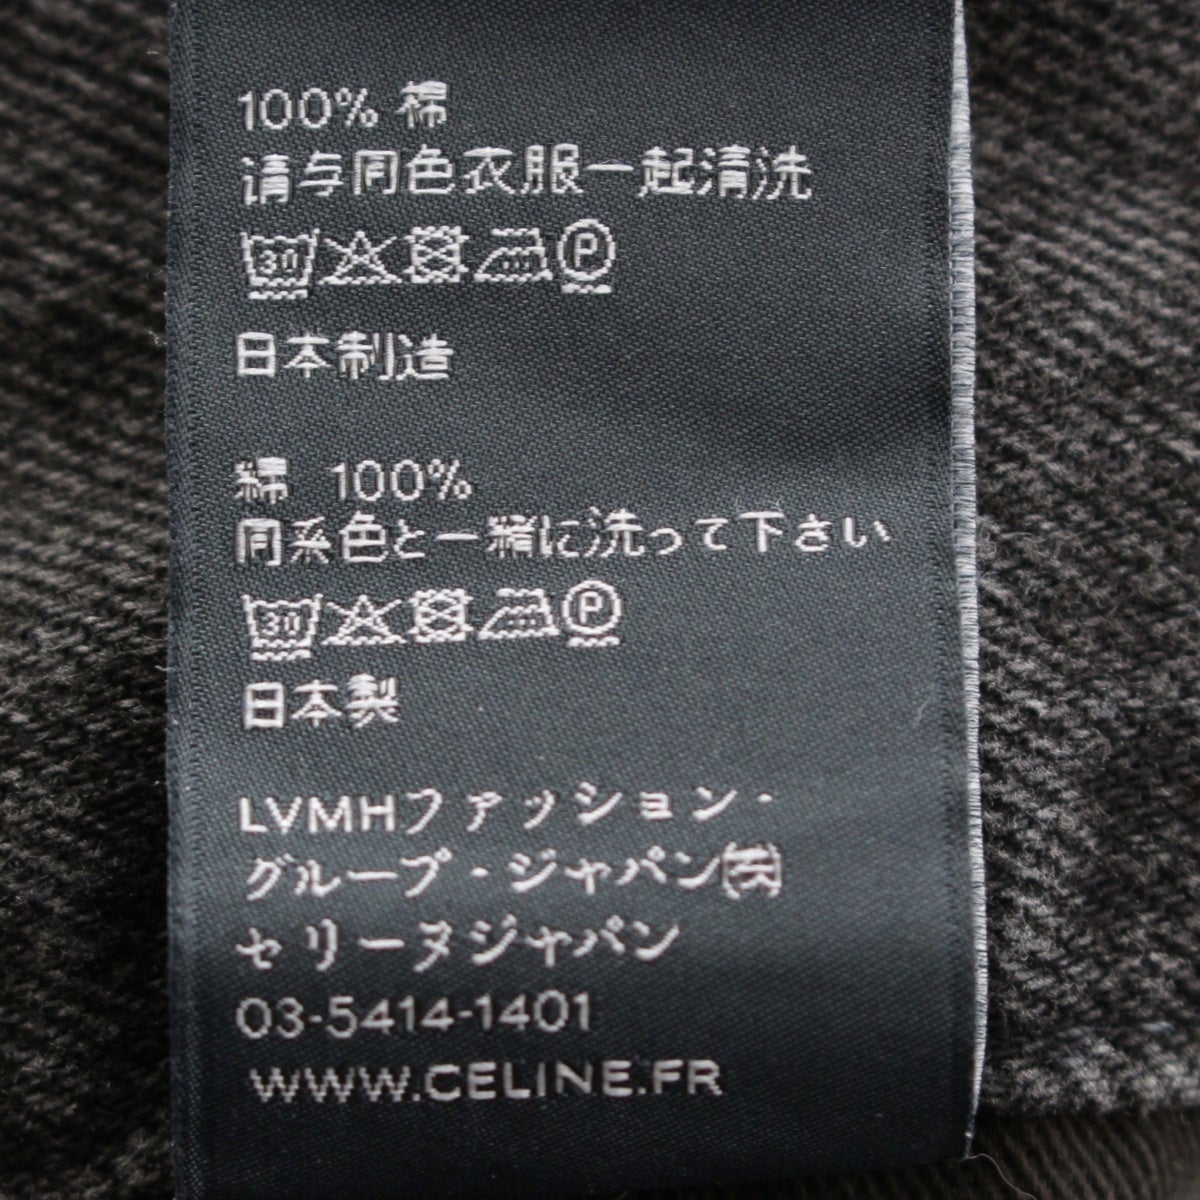 100% 棉
请与同色衣服一起清洗
30 P
日本制造
綿 100%
同系色と一緒に洗って下さい
30 P
日本製
LVMHファッション・
グループ・ジャパン㈱
セリーヌジャパン
03-5414-1401
WWW.CELINE.FR